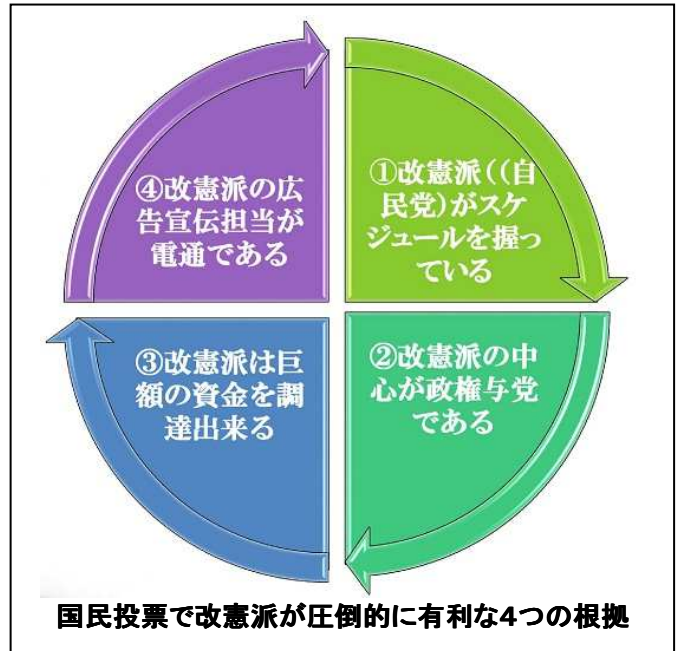 ①改憲派((自
民党)がスケ
ジュールを握っ
ている
②改憲派の中
心が政権与党
である
③改憲派は巨
額の資金を調
達出来る
④改憲派の広
告宣伝担当が
電通である
国民投票で改憲派が圧倒的に有利な4つの根拠